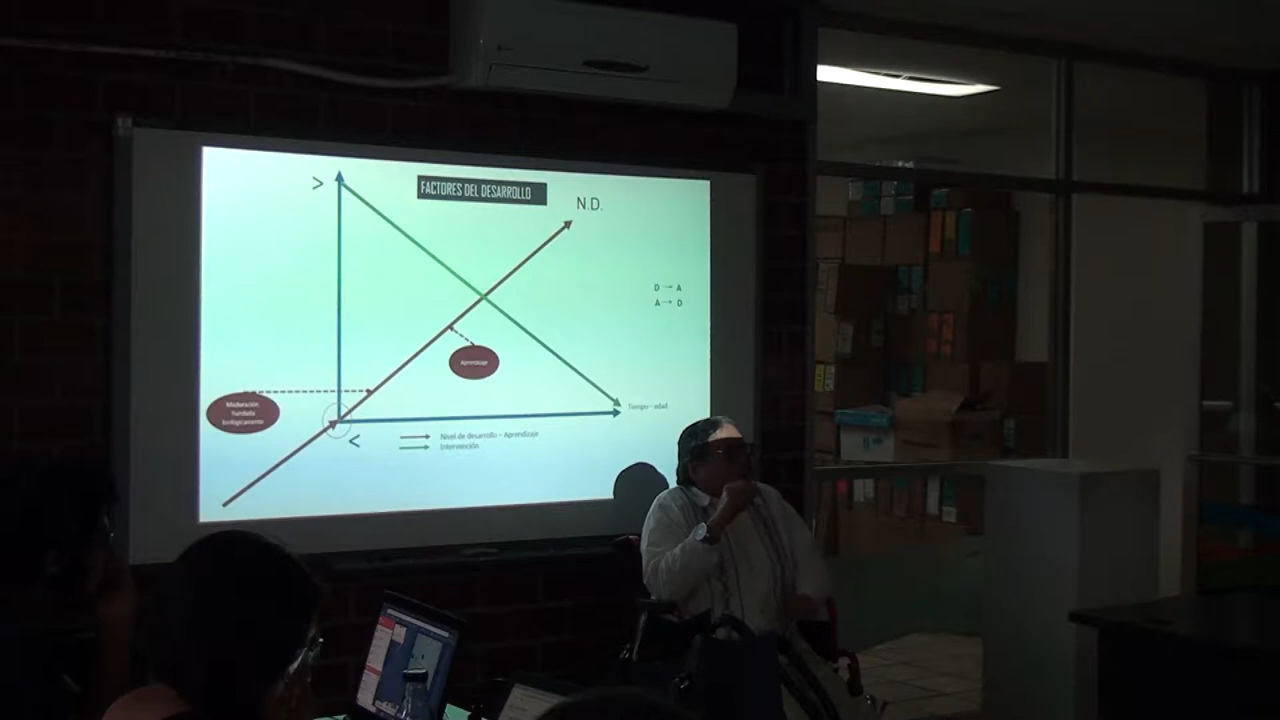 FACTORES DEL DESARROLLO
>
N.D.
D → A
A → D
Aprendizaje
Maduración
fundada
biológicamente
Tiempo - edad
<
Nivel de desarrollo - Aprendizaje
Intervención